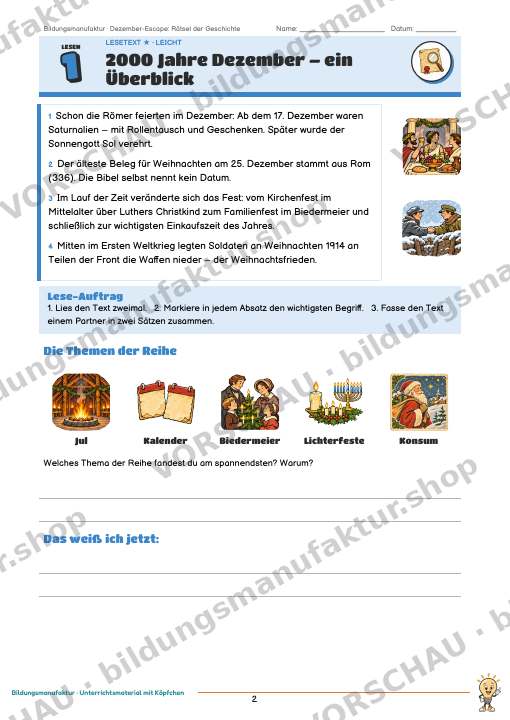 Bildungsmanufaktur · Dezember-Escape: Rätsel der Geschichte Name: Datum:
LESEN
1
LESETEXT ★ · LEICHT
2000 Jahre Dezember – ein
Überblick
1 Schon die Römer feierten im Dezember: Ab dem 17. Dezember waren
Saturnalien – mit Rollentausch und Geschenken. Später wurde der
Sonnengott Sol verehrt.
2 Der älteste Beleg für Weihnachten am 25. Dezember stammt aus Rom
(336). Die Bibel selbst nennt kein Datum.
3 Im Lauf der Zeit veränderte sich das Fest: vom Kirchenfest im
Mittelalter über Luthers Christkind zum Familienfest im Biedermeier und
schließlich zur wichtigsten Einkaufszeit des Jahres.
4 Mitten im Ersten Weltkrieg legten Soldaten an Weihnachten 1914 an
Teilen der Front die Waffen nieder – der Weihnachtsfrieden.
Lese-Auftrag
1. Lies den Text zweimal. 2. Markiere in jedem Absatz den wichtigsten Begriff. 3. Fasse den Text
einem Partner in zwei Sätzen zusammen.
Die Themen der Reihe
Jul Kalender Biedermeier Lichterfeste Konsum
Welches Thema der Reihe fandest du am spannendsten? Warum?
Das weiß ich jetzt:
Bildungsmanufaktur · Unterrichtsmaterial mit Köpfchen
2
VORSCHAU · bildungsmanufaktur.shop